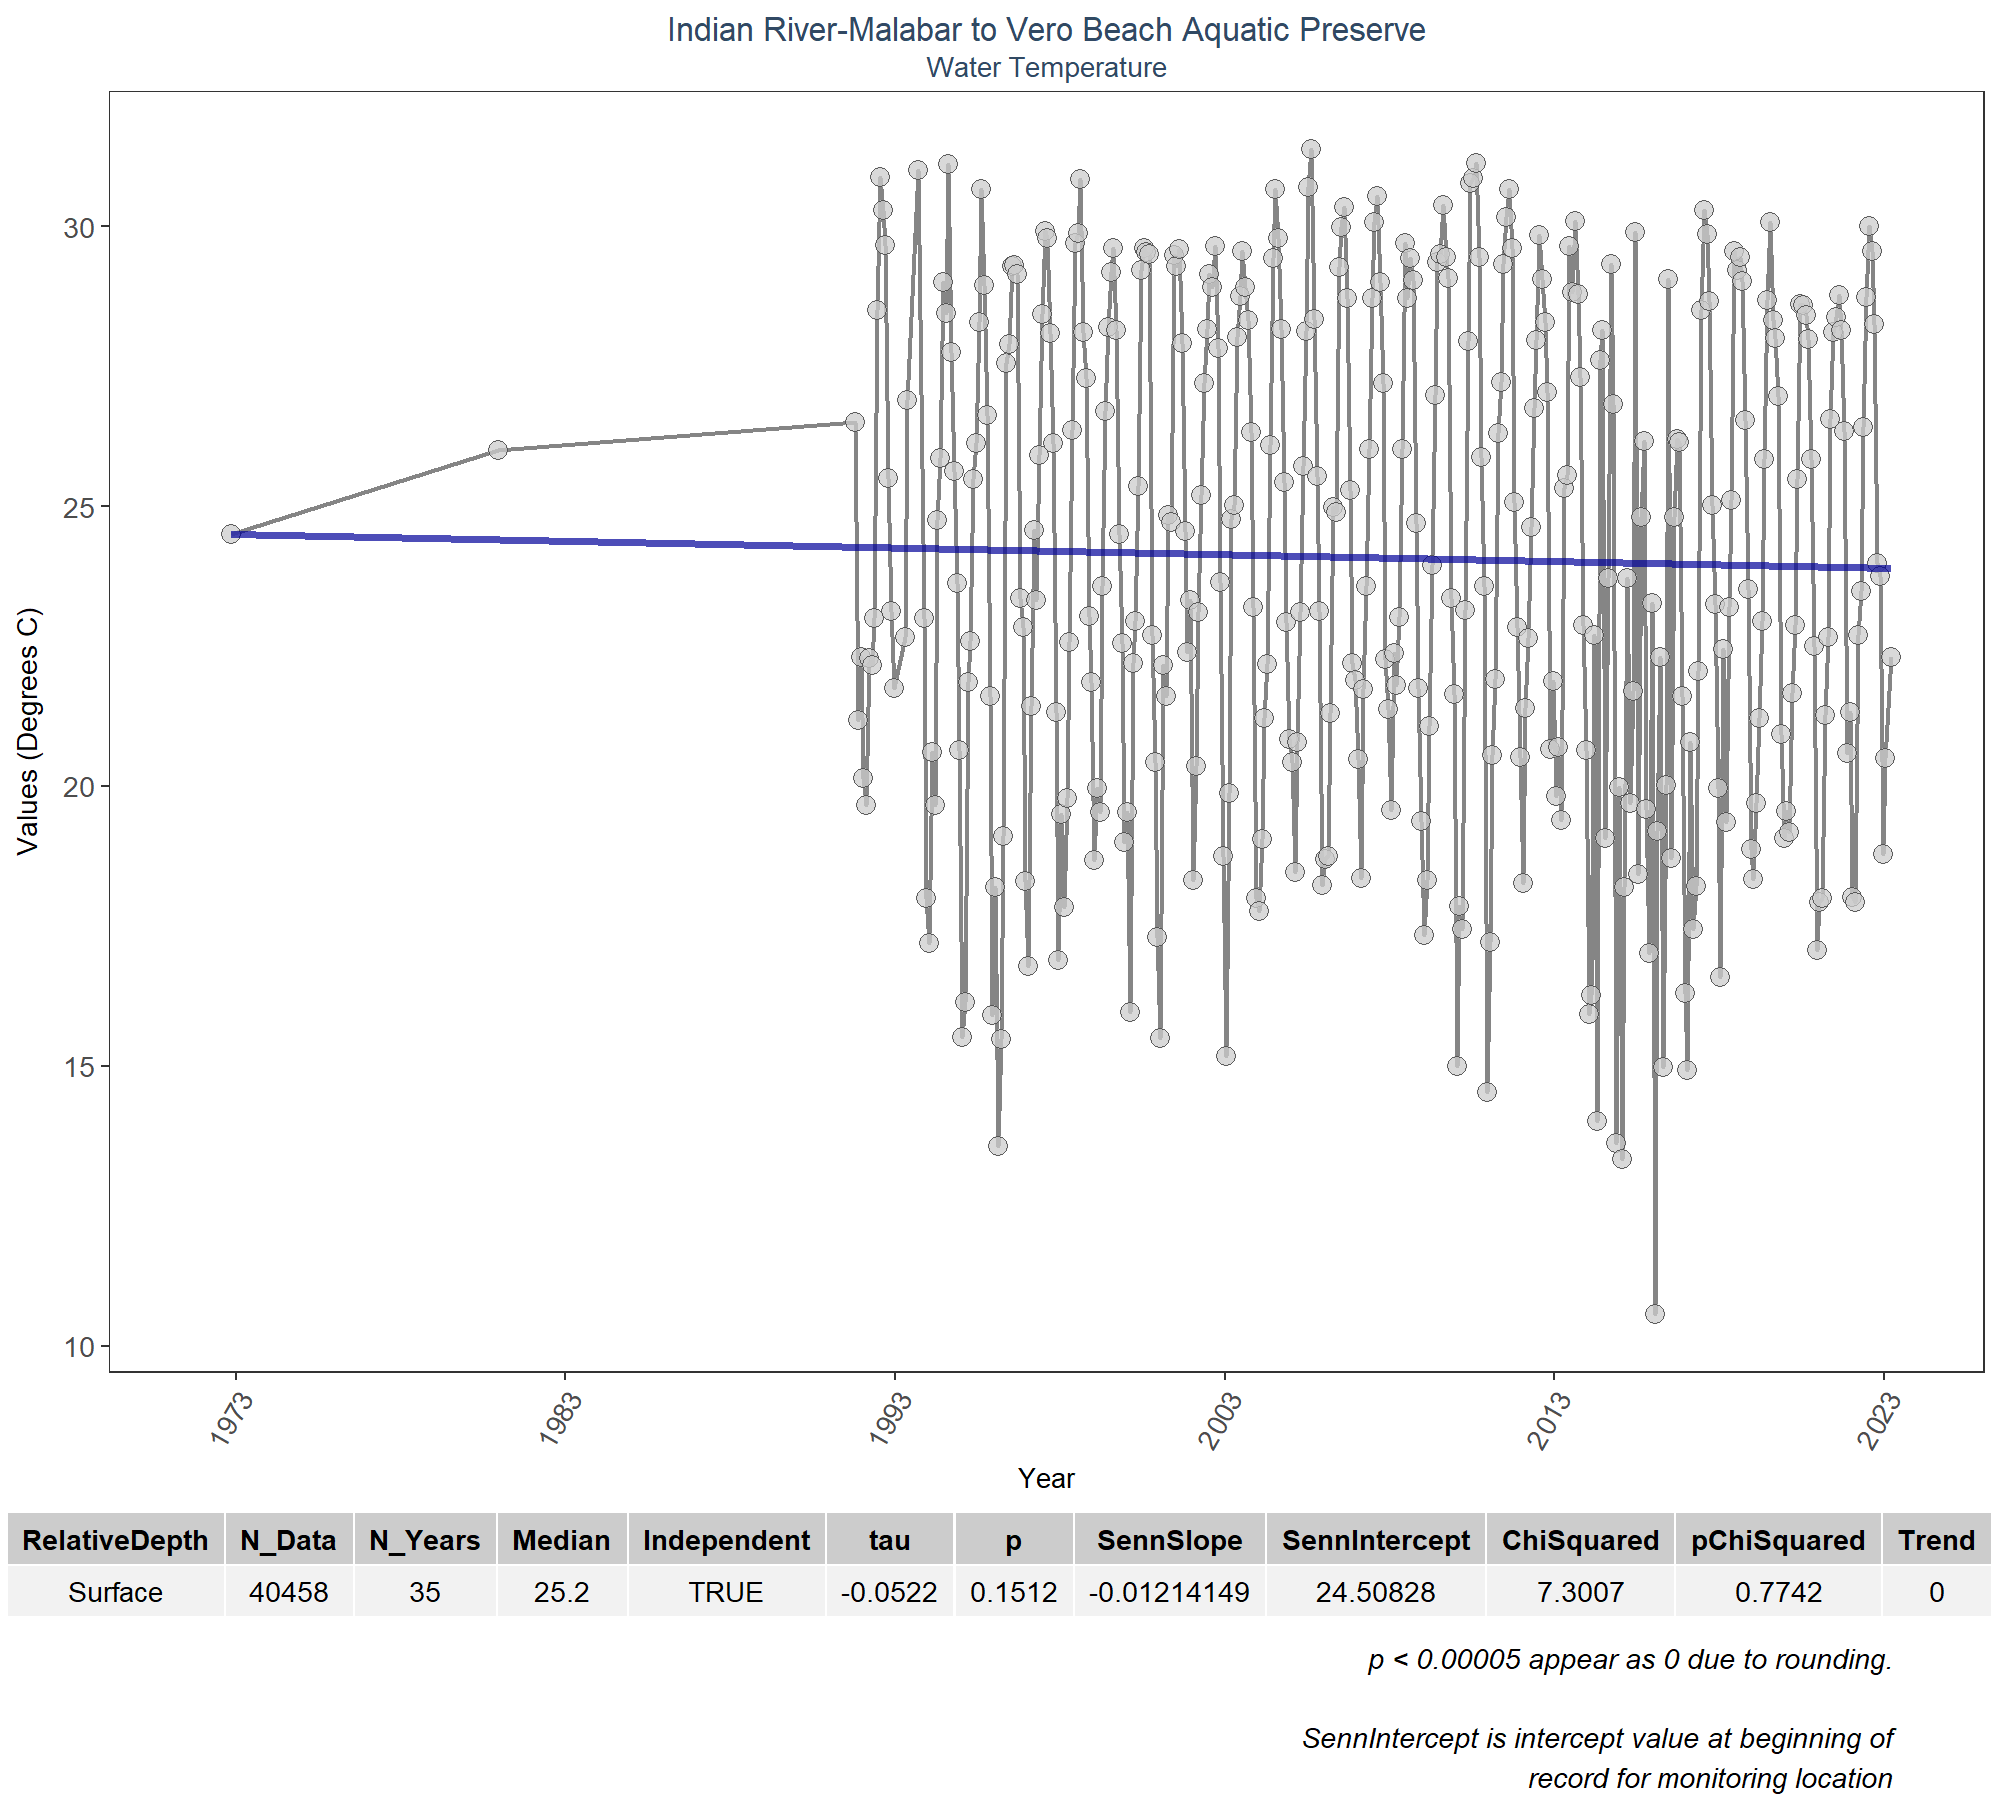 Indian River-Malabar to Vero Beach Aquatic Preserve
Water Temperature
Values (Degrees C)
30
25
20
15
10
1973 1983 1993 2003 2013 2023
Year
RelativeDepth N_Data N_Years Median Independent tau p SennSlope SennIntercept ChiSquared pChiSquared Trend
Surface 40458 35 25.2 TRUE -0.0522 0.1512 -0.01214149 24.50828 7.3007 0.7742 0
p < 0.00005 appear as 0 due to rounding.
SennIntercept is intercept value at beginning of
record for monitoring location